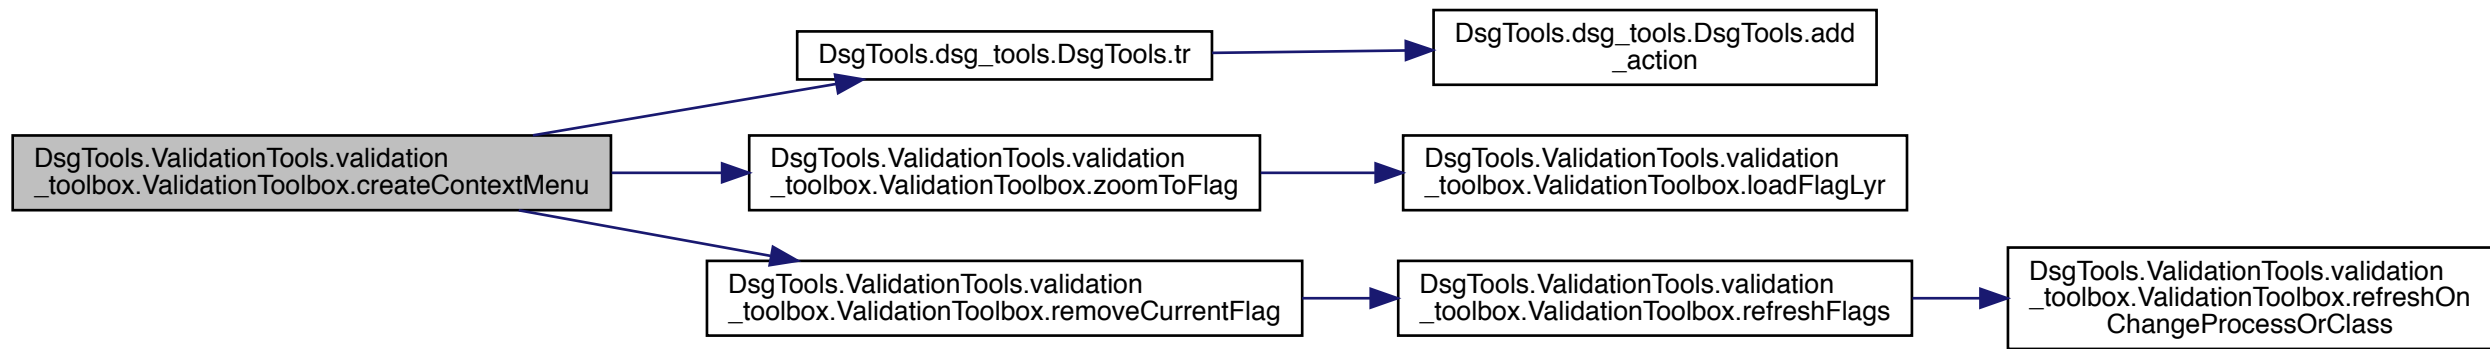 DsgTools.ValidationTools.validation
_toolbox.ValidationToolbox.createContextMenu
DsgTools.dsg_tools.DsgTools.tr
DsgTools.dsg_tools.DsgTools.add
_action
DsgTools.ValidationTools.validation
_toolbox.ValidationToolbox.zoomToFlag
DsgTools.ValidationTools.validation
_toolbox.ValidationToolbox.loadFlagLyr
DsgTools.ValidationTools.validation
_toolbox.ValidationToolbox.removeCurrentFlag
DsgTools.ValidationTools.validation
_toolbox.ValidationToolbox.refreshFlags
DsgTools.ValidationTools.validation
_toolbox.ValidationToolbox.refreshOn
ChangeProcessOrClass